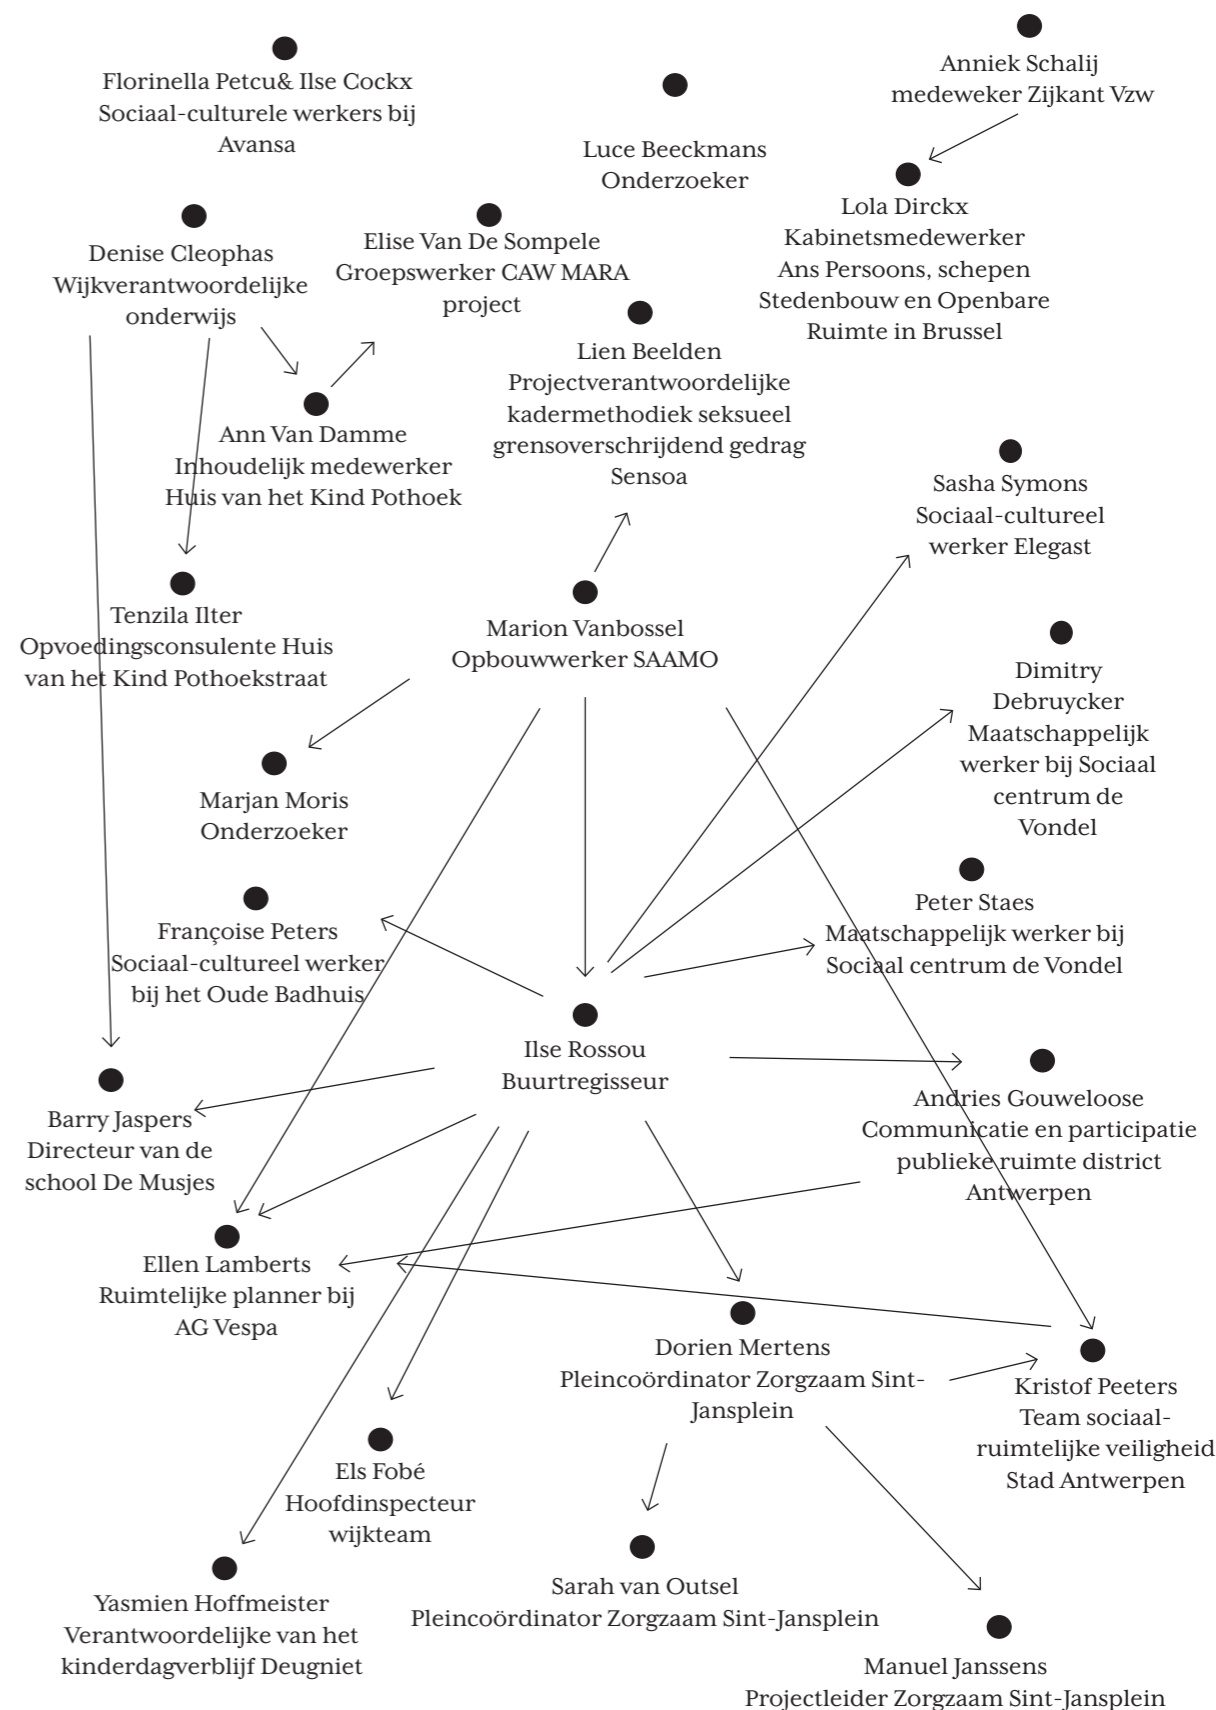 Florinella Petcu& Ilse Cockx
Sociaal-culturele werkers bij
Avansa
Luce Beeckmans
Onderzoeker
Anniek Schalij
medeweker Zijkant Vzw
Lola Dirckx
Kabinetsmedewerker
Ans Persoons, schepen
Stedenbouw en Openbare
Ruimte in Brussel
Denise Cleophas
Wijkverantwoordelijke
onderwijs
Elise Van De Sompele
Groepswerker CAW MARA
project
Lien Beelden
Projectverantwoordelijke
kadermethodiek seksueel
grensoverschrijdend gedrag
Sensoa
Ann Van Damme
Inhoudelijk medewerker
Huis van het Kind Pothoek
Sasha Symons
Sociaal-cultureel
werker Elegast
Tenzila Ilter
Opvoedingsconsulente Huis
van het Kind Pothoekstraat
Marion Vanbossel
Opbouwwerker SAAMO
Dimitry
Debruycker
Maatschappelijk
werker bij Sociaal
centrum de
Vondel
Marjan Moris
Onderzoeker
Peter Staes
Maatschappelijk werker bij
Sociaal centrum de Vondel
Françoise Peters
Sociaal-cultureel werker
bij het Oude Badhuis
Ilse Rossou
Buurtregisseur
Andries Gouweloose
Communicatie en participatie
publieke ruimte district
Antwerpen
Barry Jaspers
Directeur van de
school De Musjes
Ellen Lamberts
Ruimtelijke planner bij
AG Vespa
Dorien Mertens
Pleincoördinator Zorgzaam Sint-
Jansplein
Kristof Peeters
Team sociaal-
ruimtelijke veiligheid
Stad Antwerpen
Els Fobé
Hoofdinspecteur
wijkteam
Sarah van Outsel
Pleincoördinator Zorgzaam Sint-Jansplein
Yasmien Hoffmeister
Verantwoordelijke van het
kinderdagverblijf Deugniet
Manuel Janssens
Projectleider Zorgzaam Sint-Jansplein